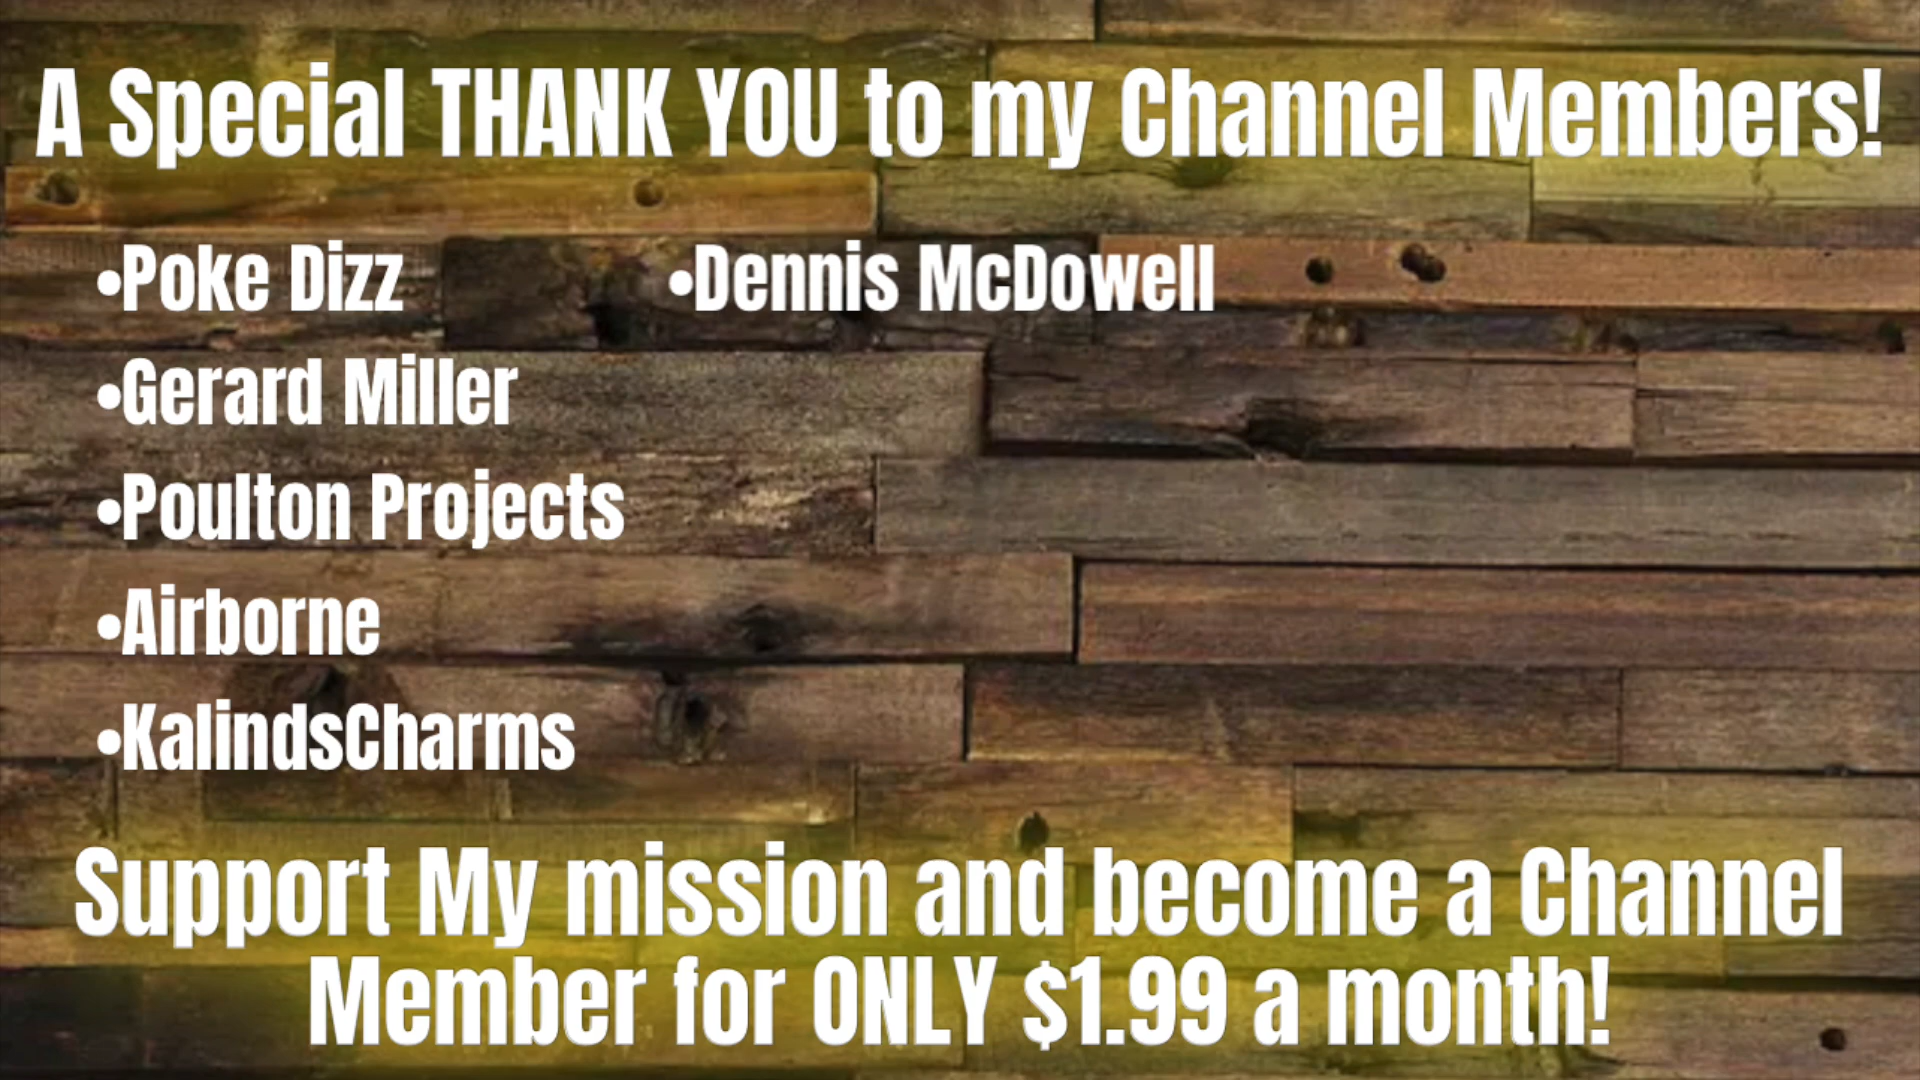 A Special THANK YOU to my Channel Members!
•Poke Dizz
•Gerard Miller
•Poulton Projects
•Airborne
•KalindsCharms
•Dennis McDowell
Support My mission and become a Channel
Member for ONLY $1.99 a month!